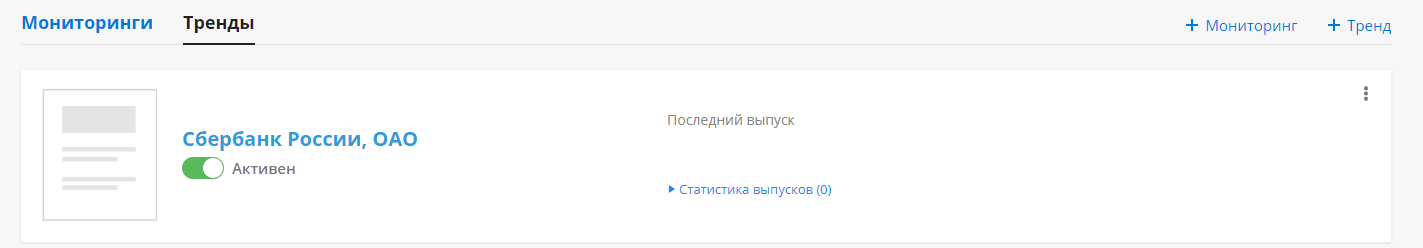 Мониторинги Тренды + Мониторинг + Тренд
Последний выпуск
Сбербанк России, ОАО
Активен
Статистика выпусков (0)